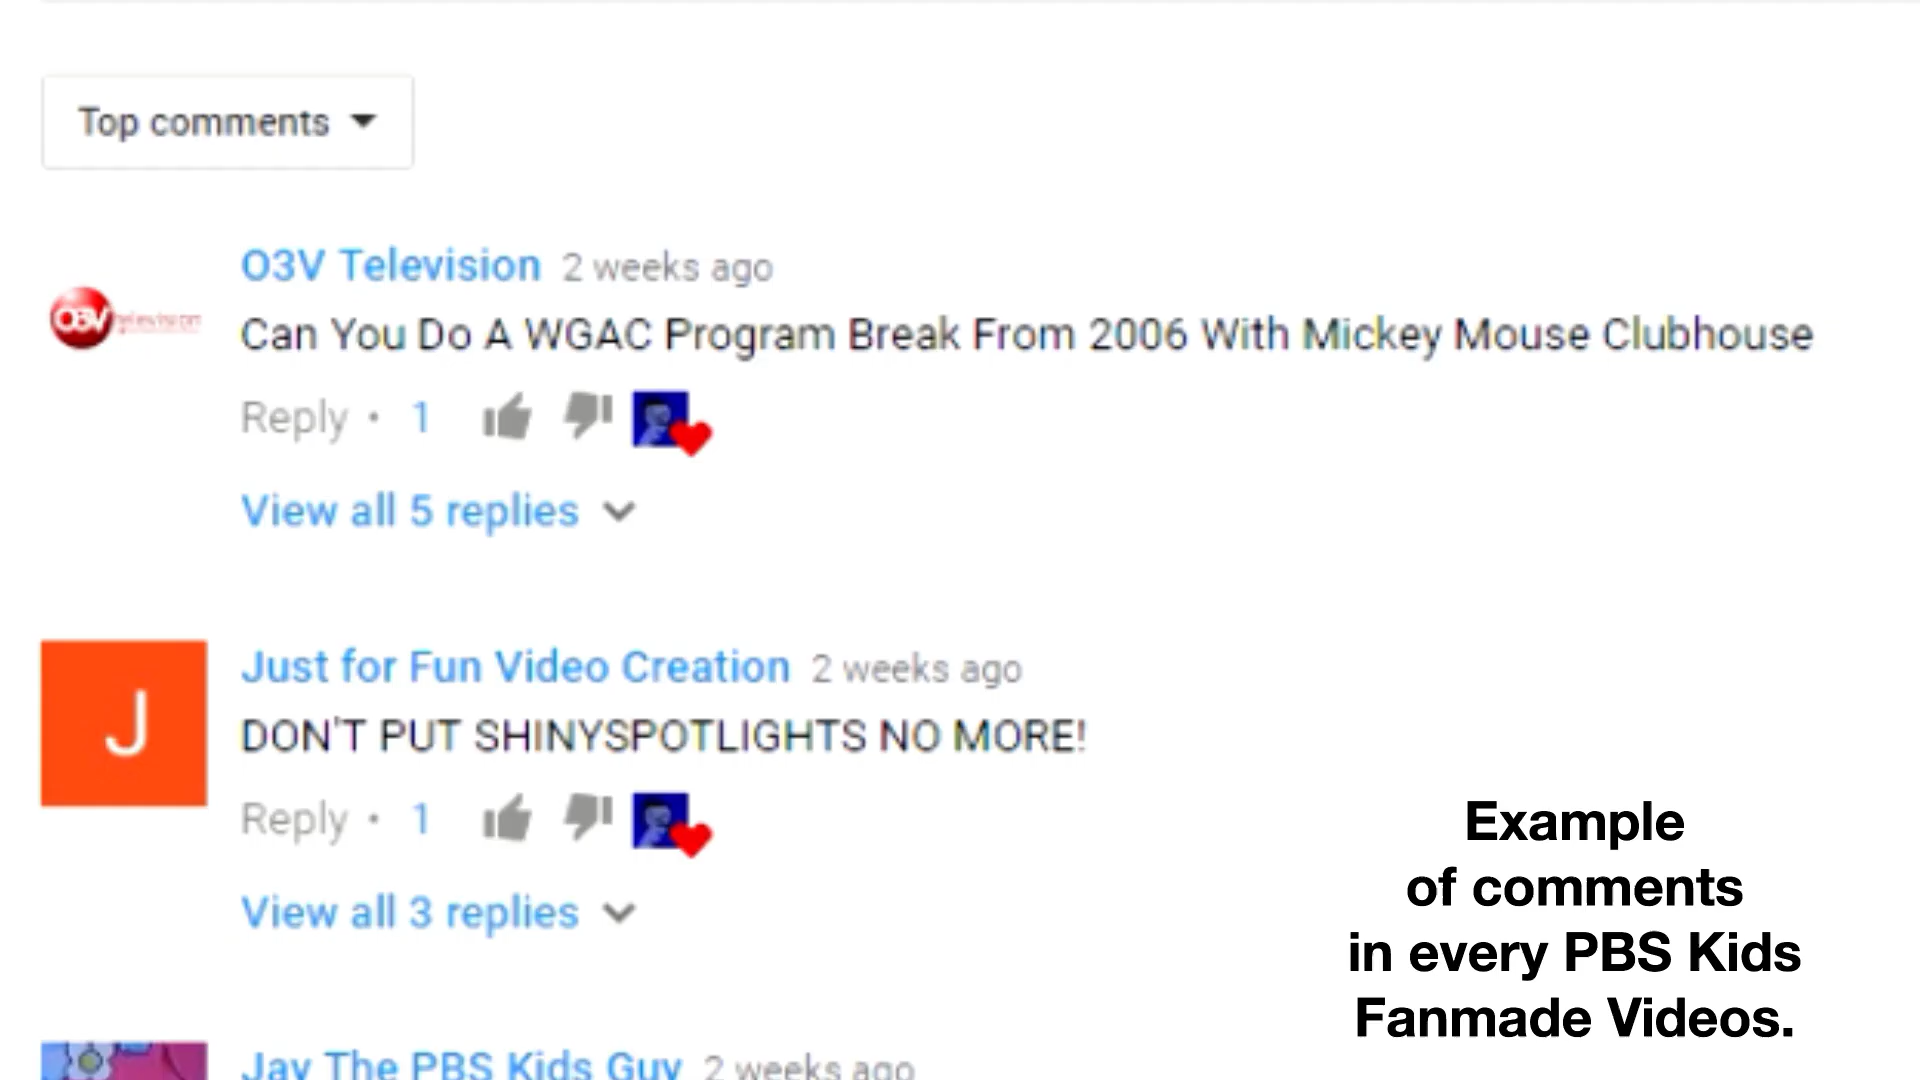 Top comments
O3V Television 2 weeks ago
O3V television
Can You Do A WGAC Program Break From 2006 With Mickey Mouse Clubhouse
Reply • 1
View all 5 replies
Just for Fun Video Creation 2 weeks ago
J
DON'T PUT SHINYSPOTLIGHTS NO MORE!
Reply • 1
View all 3 replies
Example
of comments
in every PBS Kids
Fanmade Videos.
Jay The PBS Kids Guy 2 weeks ago